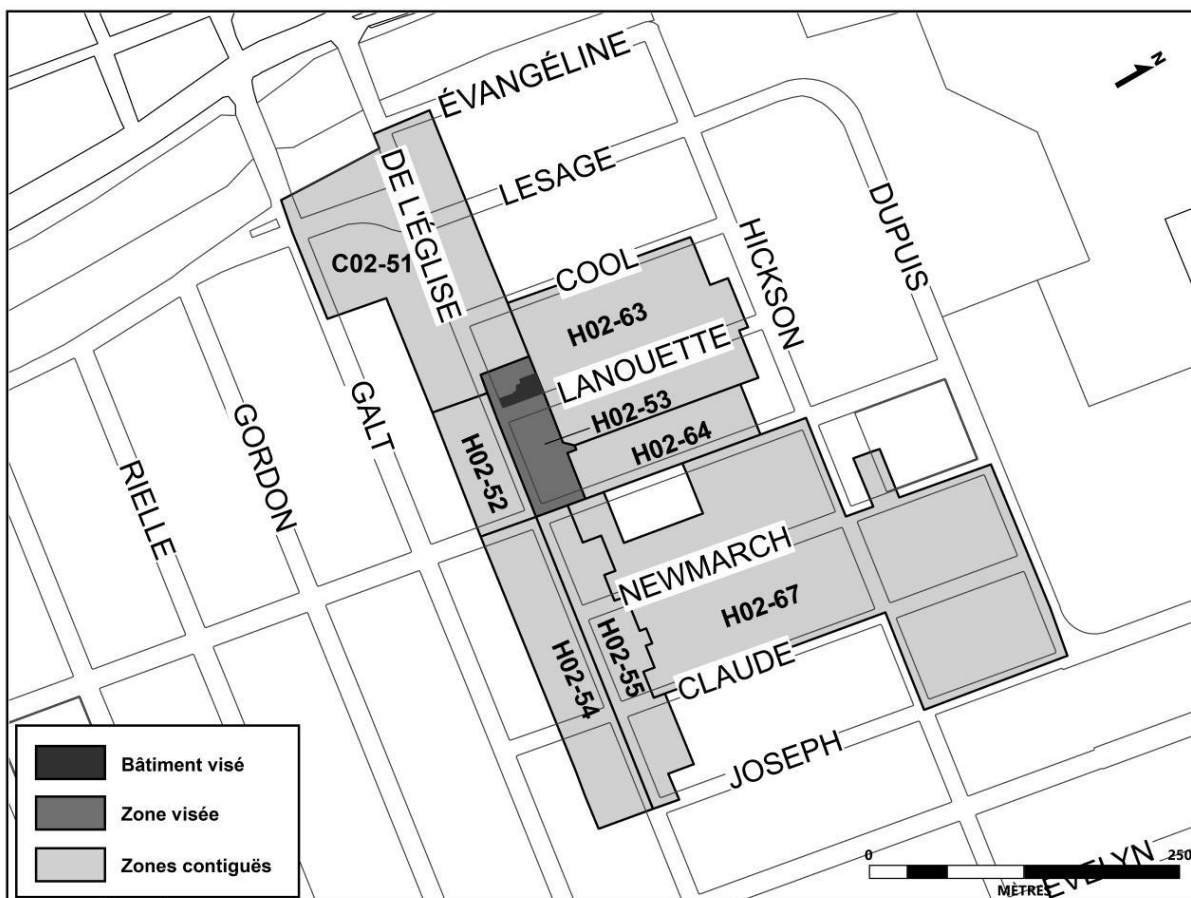 N
ÉVANGÉLINE
LESAGE
DE L'ÉGLISE
DUPUIS
HICKSON
C02-51
COOL
H02-63
LANOUETTE
GALT
H02-53
H02-64
GORDON
RIELLE
H02-52
NEWMARCH
H02-67
H02-55
H02-54
CLAUDE
JOSEPH
Bâtiment visé
Zone visée
Zones contiguës
0 250
MÈTRES
EVELYN